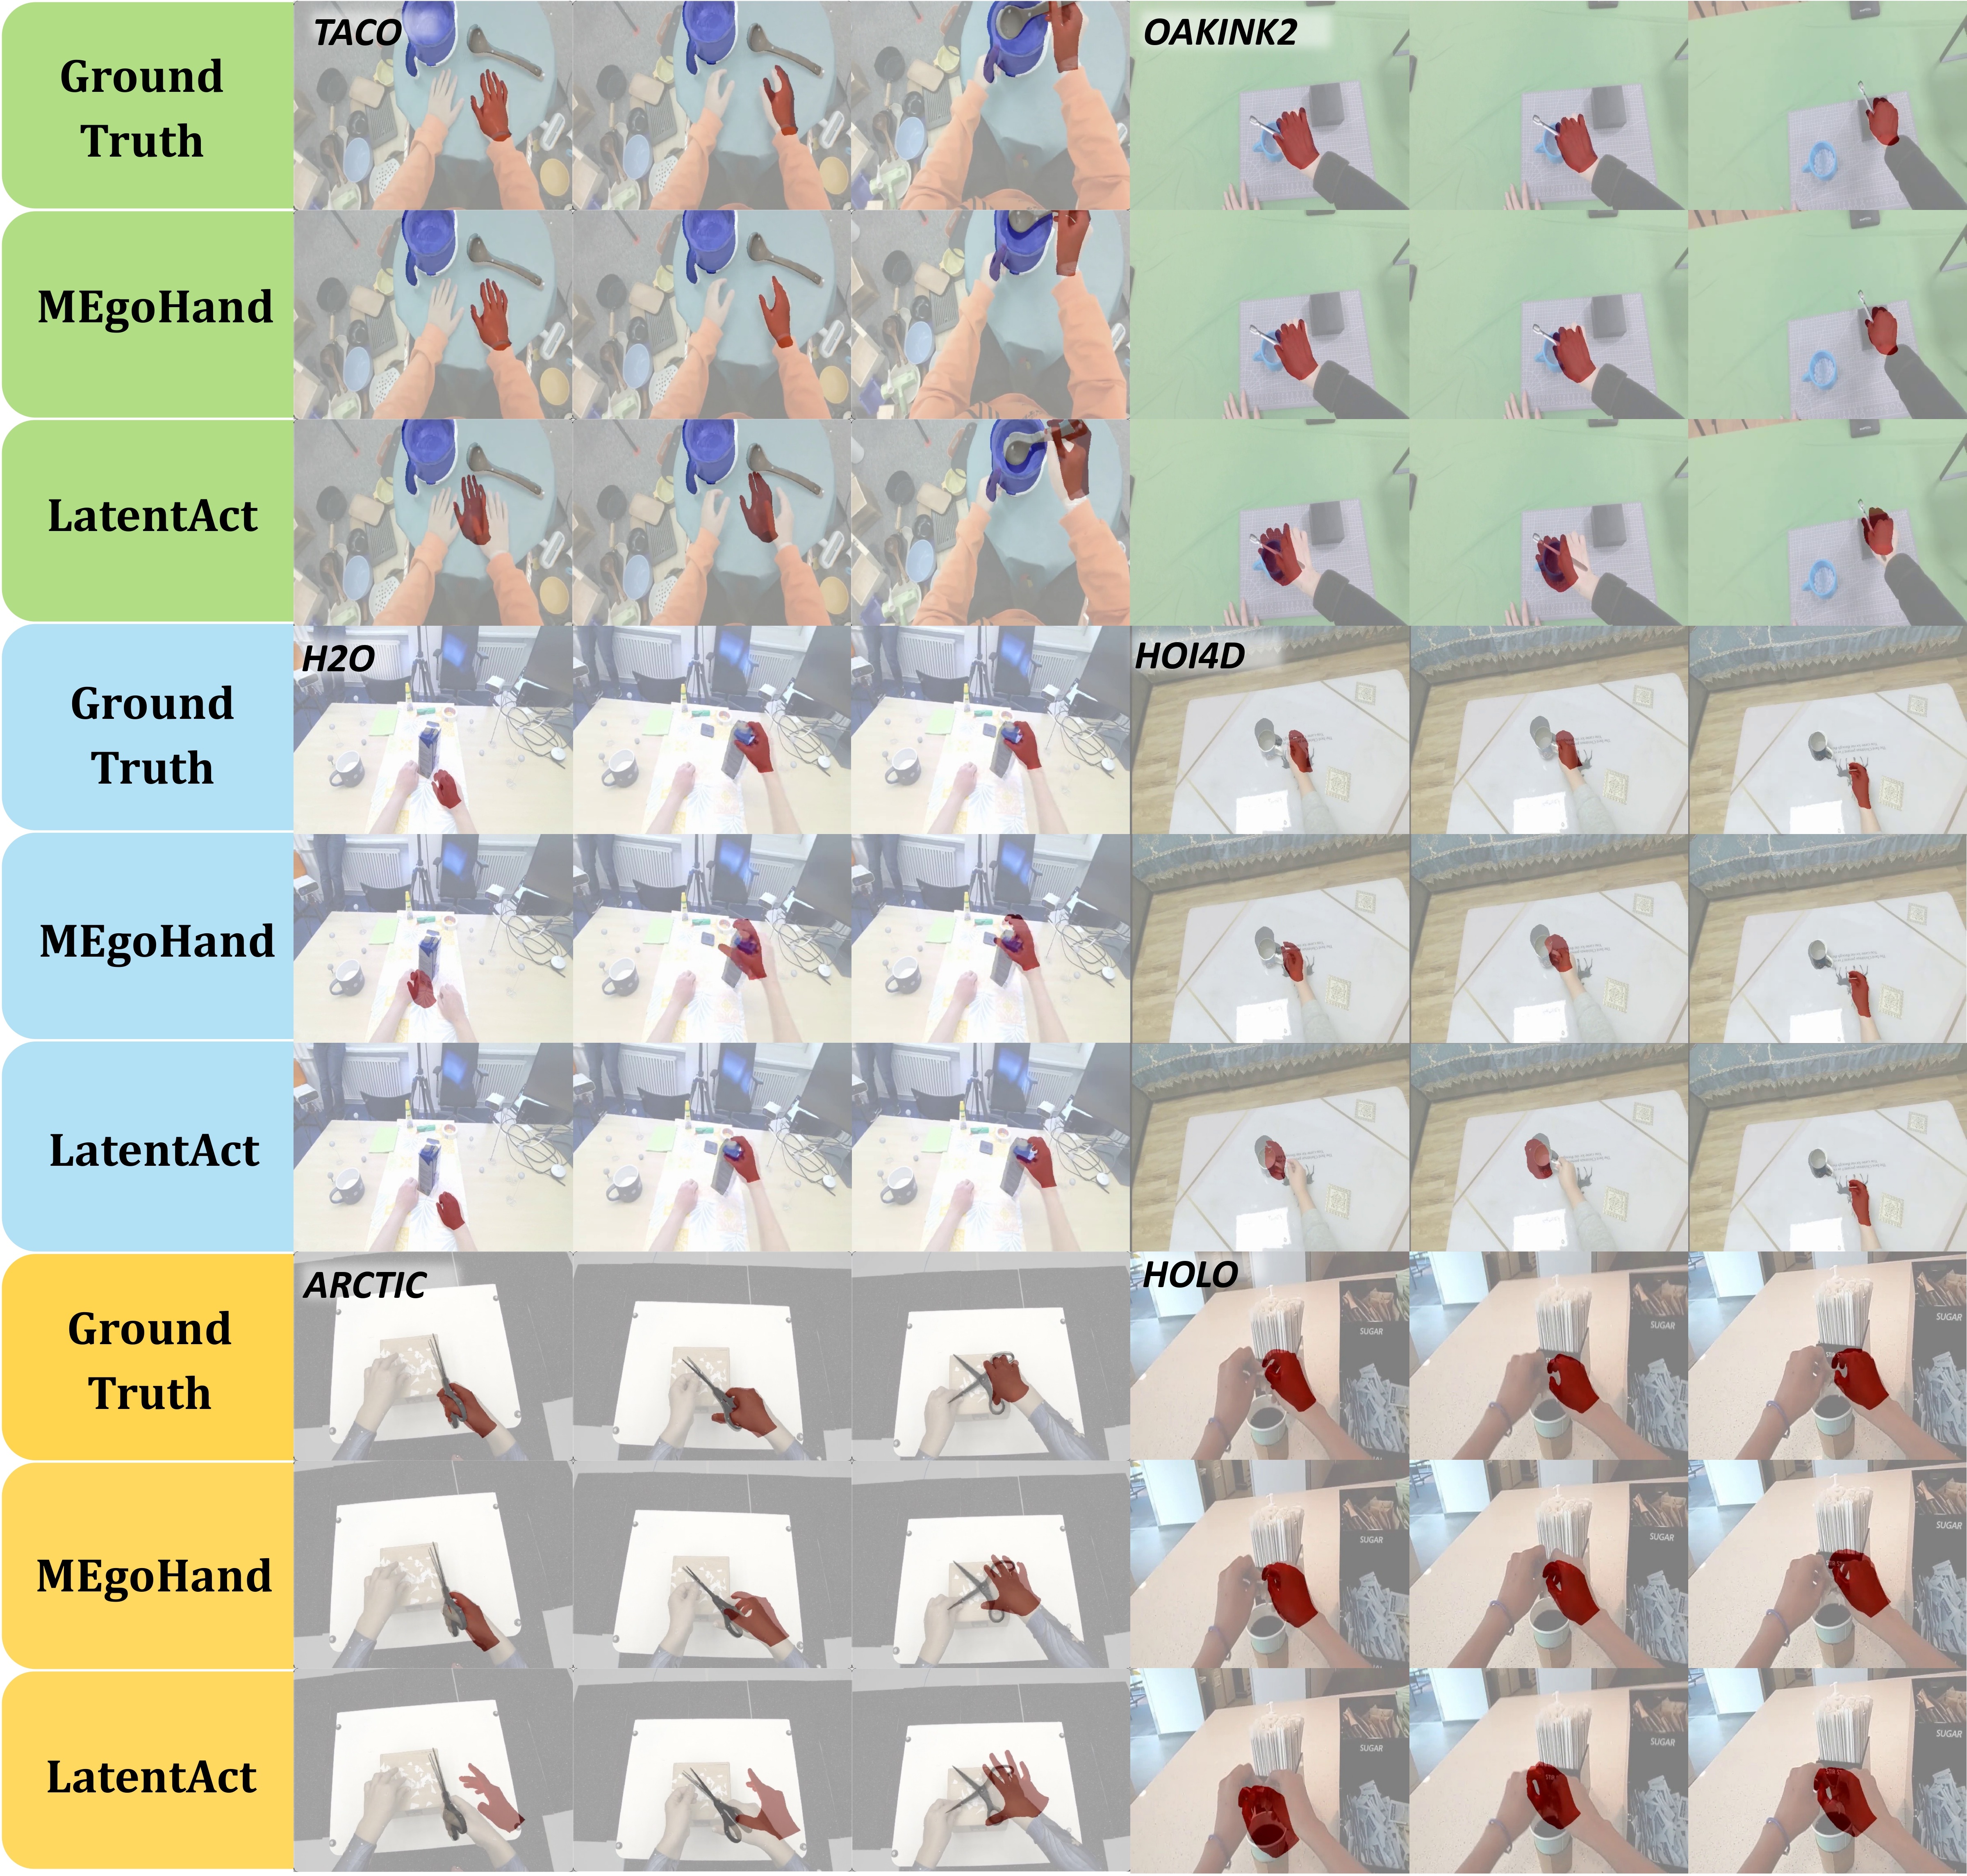 Ground
Truth
TACO
OAKINK2
MEgoHand
LatentAct
Ground
Truth
H2O
HOI4D
MEgoHand
LatentAct
Ground
Truth
ARCTIC
HOLO
SUGAR
SUGAR
SUGAR
MEgoHand
SUGAR
SUGAR
SUGAR
LatentAct
SUGAR
SUGAR
SUGAR